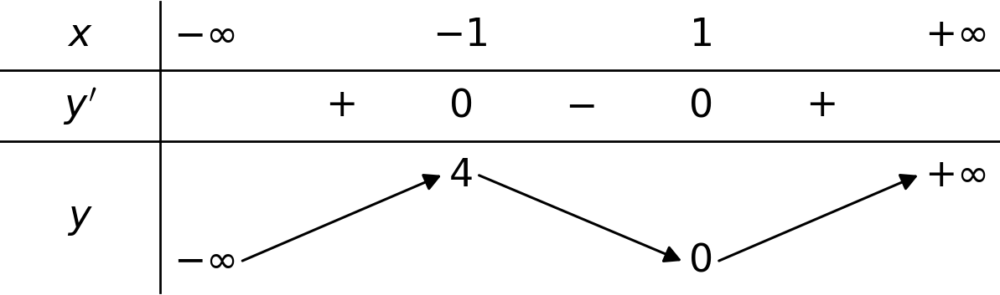 x −∞ −1 1 +∞
y′ + 0 − 0 +
4 +∞
y
−∞ 0